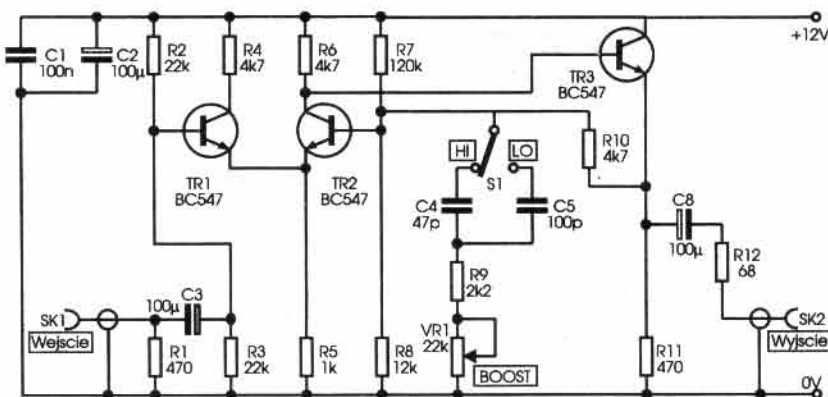 +12V
C1
100n
C2
100µ
R2
22k
R4
4k7
R6
4k7
R7
120k
TR3
BC547
TR1
BC547
TR2
BC547
HI
LO
S1
R10
4k7
C4
47p
C5
100p
C8
100µ
R12
68
R9
2k2
SK1
Wejscie
100µ
C3
R1
470
R3
22k
R5
1k
R8
12k
VR1
22k
BOOST
R11
470
SK2
Wyjscie
0V